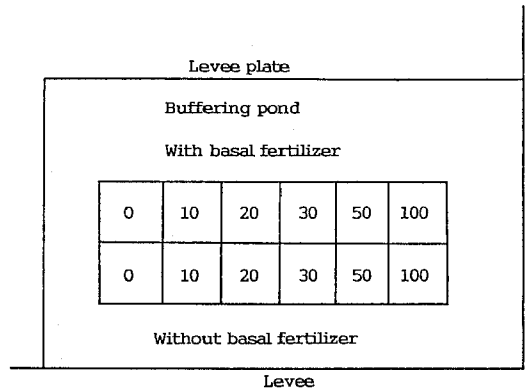 Levee plate
Buffering pond
With basal fertilizer
0 10 20 30 50 100
0 10 20 30 50 100
Without basal fertilizer
Levee